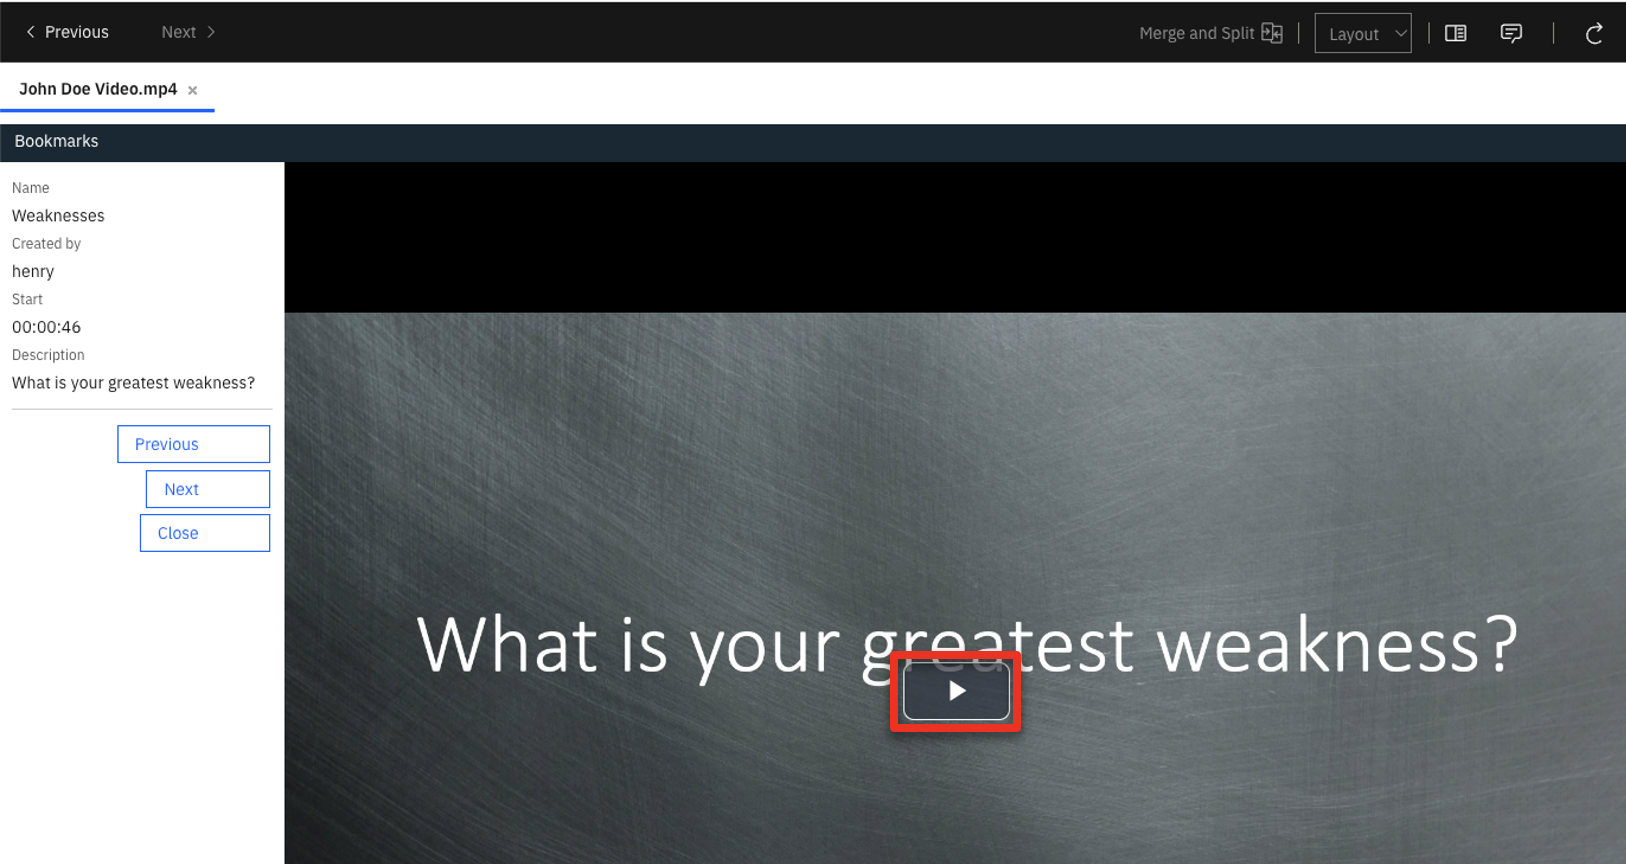 Previous Next Merge and Split Layout
John Doe Video.mp4 ×
Bookmarks
Name
Weaknesses
Created by
henry
Start
00:00:46
Description
What is your greatest weakness?
Previous
Next
Close
What is your greatest weakness?